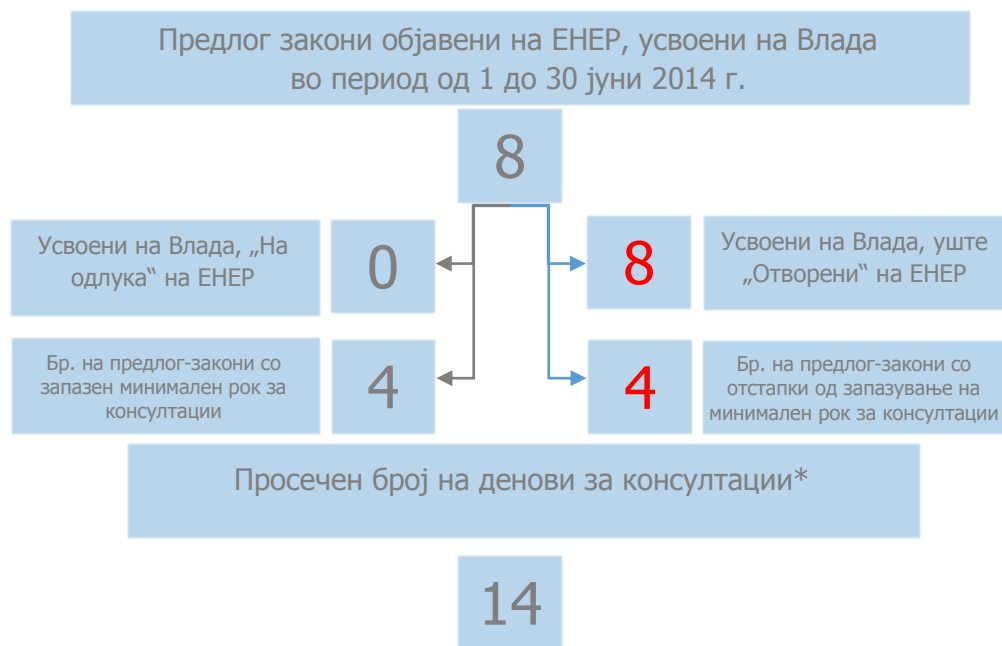 Предлог закони објавени на ЕНЕР, усвоени на Влада
во период од 1 до 30 јуни 2014 г.
8
Усвоени на Влада, „На
одлука“ на ЕНЕР
0
8
Усвоени на Влада, уште
„Отворени“ на ЕНЕР
Бр. на предлог-закони со
запазен минимален рок за
консултации
4
4
Бр. на предлог-закони со
отстапки од запазување на
минимален рок за консултации
Просечен број на денови за консултации*
14